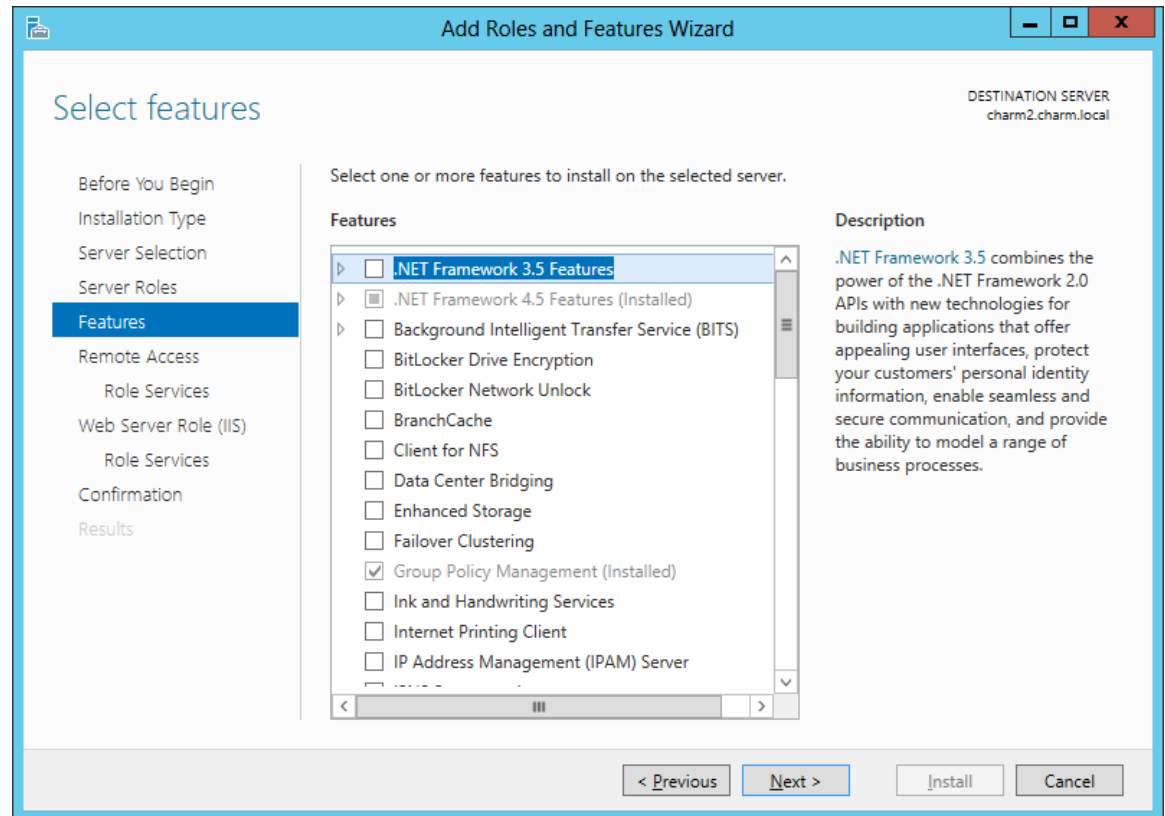 Add Roles and Features Wizard
Select features
DESTINATION SERVER
charm2.charm.local
Before You Begin
Installation Type
Server Selection
Server Roles
Features
Remote Access
Role Services
Web Server Role (IIS)
Role Services
Confirmation
Results
Select one or more features to install on the selected server.
Features
.NET Framework 3.5 Features
.NET Framework 4.5 Features (Installed)
Background Intelligent Transfer Service (BITS)
BitLocker Drive Encryption
BitLocker Network Unlock
BranchCache
Client for NFS
Data Center Bridging
Enhanced Storage
Failover Clustering
Group Policy Management (Installed)
Ink and Handwriting Services
Internet Printing Client
IP Address Management (IPAM) Server
Description
.NET Framework 3.5 combines the
power of the .NET Framework 2.0
APIs with new technologies for
building applications that offer
appealing user interfaces, protect
your customers' personal identity
information, enable seamless and
secure communication, and provide
the ability to model a range of
business processes.
< Previous
Next >
Install
Cancel